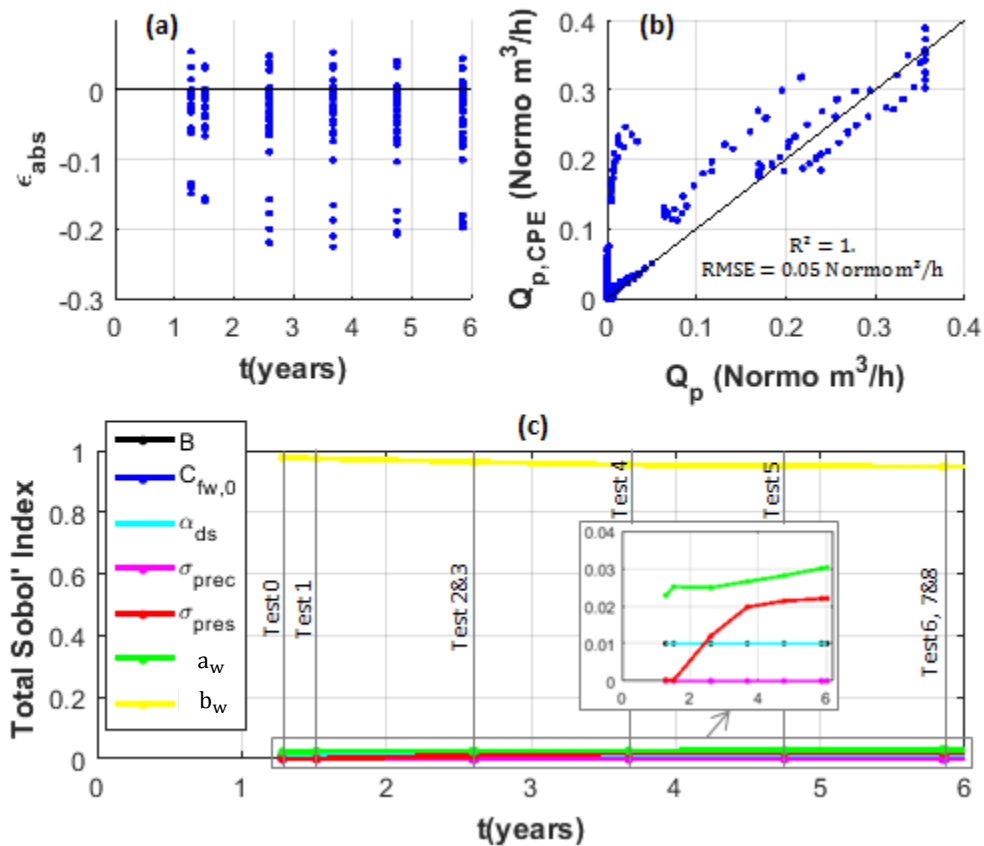 (a)
0
-0.1
-0.2
-0.3
ϵabs
0 1 2 3 4 5 6
t(years)
(b)
0.4
0.3
0.2
0.1
0
Qp,CPE (Normo m³/h)
R² = 1.
RMSE = 0.05 Normo m³/h
0 0.1 0.2 0.3 0.4
Qp (Normo m³/h)
(c)
B
Cfw,0
αds
σprec
σpres
aw
bw
1
0.8
0.6
0.4
0.2
0
Total Sobol' Index
Test 0
Test 1
Test 2&3
Test 4
Test 5
Test 6, 7&8
0.04
0.03
0.02
0.01
0
0 2 4 6
0 1 2 3 4 5 6
t(years)